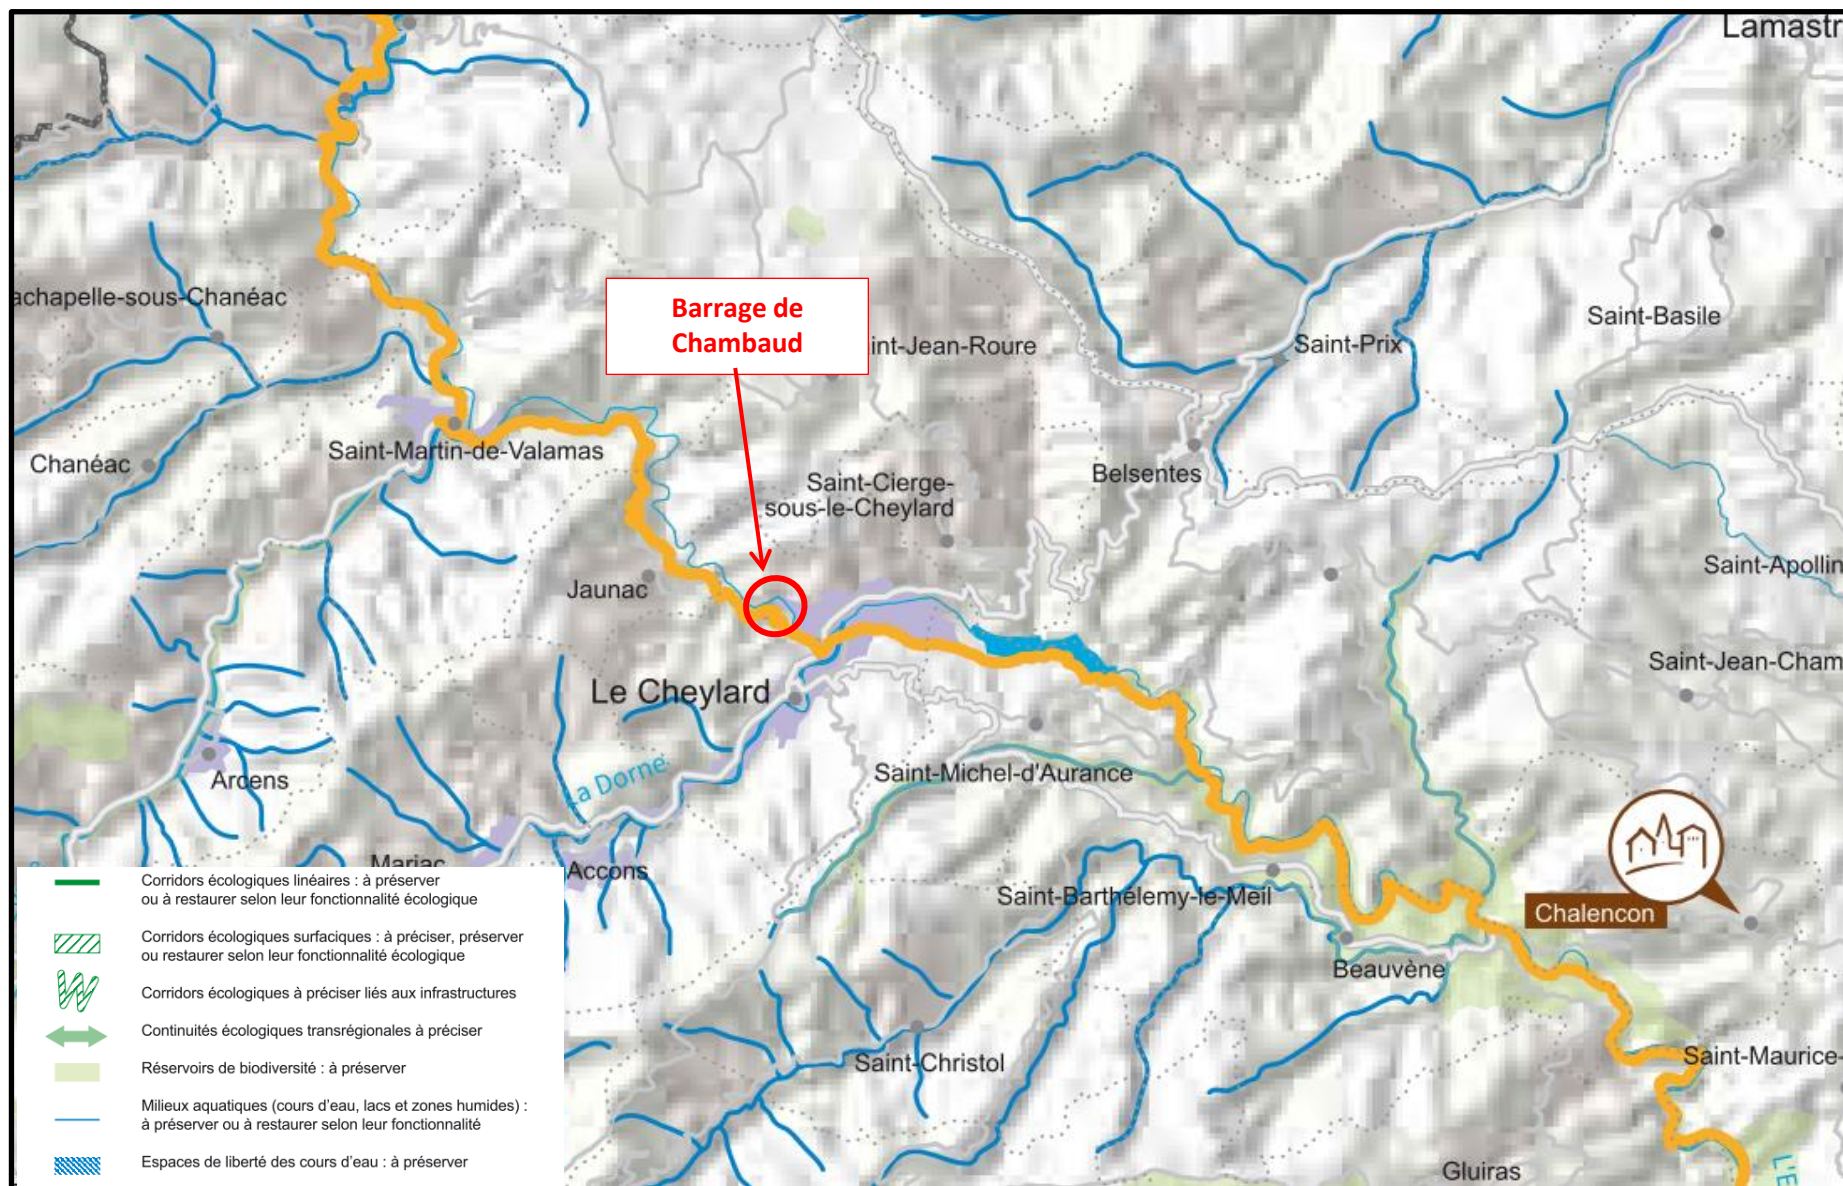 Lamastr
achapelle-sous-Chanéac
Barrage de
Chambaud
int-Jean-Roure
Saint-Basile
Saint-Prix
Saint-Martin-de-Valamas
Chanéac
Belsentes
Saint-Cierge-
sous-le-Cheylard
Saint-Apollin
Jaunac
Saint-Jean-Cham
Le Cheylard
Saint-Michel-d'Aurance
Arcens
La Dorne
Mariac
Accons
Saint-Barthélemy-le-Meil
Chalencon
Beauvène
Saint-Christol
Saint-Maurice-
Gluiras
L'E
Corridors écologiques linéaires : à préserver
ou à restaurer selon leur fonctionnalité écologique
Corridors écologiques surfaciques : à préciser, préserver
ou restaurer selon leur fonctionnalité écologique
Corridors écologiques à préciser liés aux infrastructures
Continuités écologiques transrégionales à préciser
Réservoirs de biodiversité : à préserver
Milieux aquatiques (cours d'eau, lacs et zones humides) :
à préserver ou à restaurer selon leur fonctionnalité
Espaces de liberté des cours d'eau : à préserver